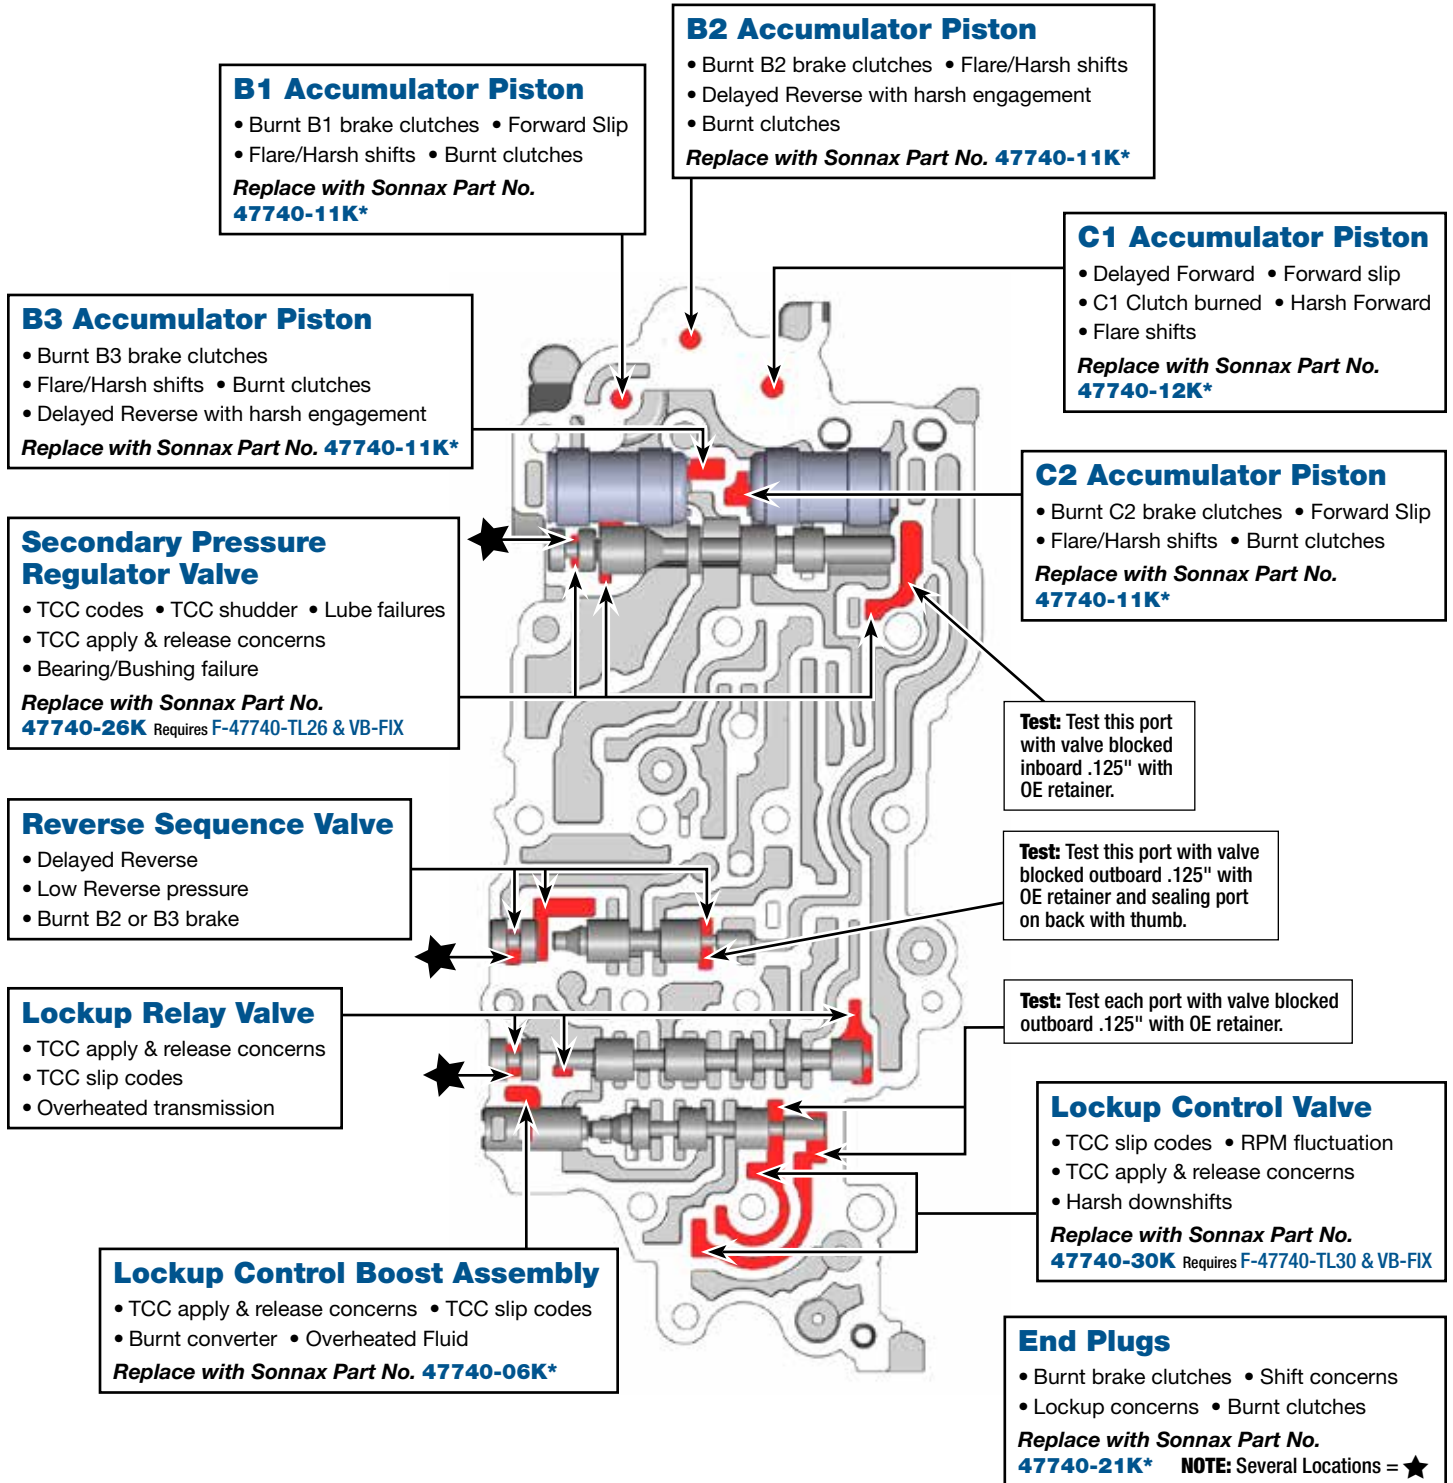 B2 Accumulator Piston
• Burnt B2 brake clutches • Flare/Harsh shifts
• Delayed Reverse with harsh engagement
• Burnt clutches
Replace with Sonnax Part No. 47740-11K*
B1 Accumulator Piston
• Burnt B1 brake clutches • Forward Slip
• Flare/Harsh shifts • Burnt clutches
Replace with Sonnax Part No.
47740-11K*
C1 Accumulator Piston
• Delayed Forward • Forward slip
• C1 Clutch burned • Harsh Forward
• Flare shifts
Replace with Sonnax Part No.
47740-12K*
B3 Accumulator Piston
• Burnt B3 brake clutches
• Flare/Harsh shifts • Burnt clutches
• Delayed Reverse with harsh engagement
Replace with Sonnax Part No. 47740-11K*
C2 Accumulator Piston
• Burnt C2 brake clutches • Forward Slip
• Flare/Harsh shifts • Burnt clutches
Replace with Sonnax Part No.
47740-11K*
Secondary Pressure
Regulator Valve
• TCC codes • TCC shudder • Lube failures
• TCC apply & release concerns
• Bearing/Bushing failure
Replace with Sonnax Part No.
47740-26K Requires F-47740-TL26 & VB-FIX
Test: Test this port
with valve blocked
inboard .125" with
OE retainer.
Reverse Sequence Valve
• Delayed Reverse
• Low Reverse pressure
• Burnt B2 or B3 brake
Test: Test this port with valve
blocked outboard .125" with
OE retainer and sealing port
on back with thumb.
Lockup Relay Valve
• TCC apply & release concerns
• TCC slip codes
• Overheated transmission
Test: Test each port with valve blocked
outboard .125" with OE retainer.
Lockup Control Valve
• TCC slip codes • RPM fluctuation
• TCC apply & release concerns
• Harsh downshifts
Replace with Sonnax Part No.
47740-30K Requires F-47740-TL30 & VB-FIX
Lockup Control Boost Assembly
• TCC apply & release concerns • TCC slip codes
• Burnt converter • Overheated Fluid
Replace with Sonnax Part No. 47740-06K*
End Plugs
• Burnt brake clutches • Shift concerns
• Lockup concerns • Burnt clutches
Replace with Sonnax Part No.
47740-21K* NOTE: Several Locations = ★